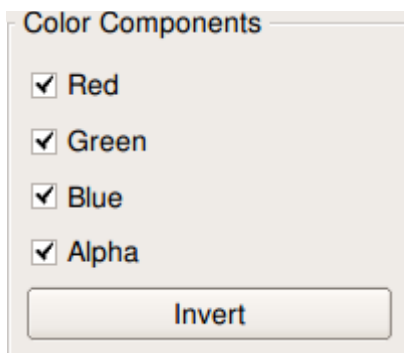 Color Components
Red
Green
Blue
Alpha
Invert